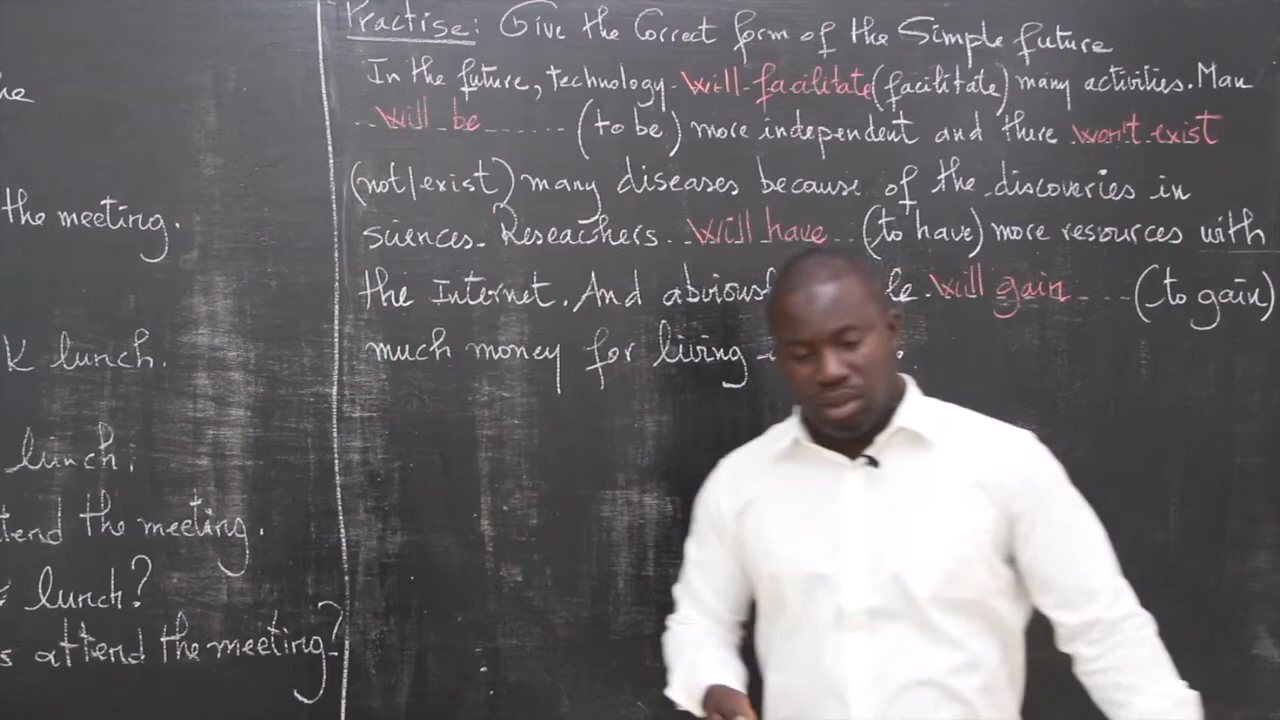 he
the meeting.
K lunch.
lunch.
tend the meeting.
lunch?
s attend the meeting?
Practise: Give the Correct form of the Simple future
In the future, technology will facilitate (facilitate) many activities. Man
will be (to be) more independent and there won't exist
(not/exist) many diseases because of the discoveries in
sciences. Reseachers will have (to have) more resources with
the Internet. And abviousl le will gain (to gain)
much money for living